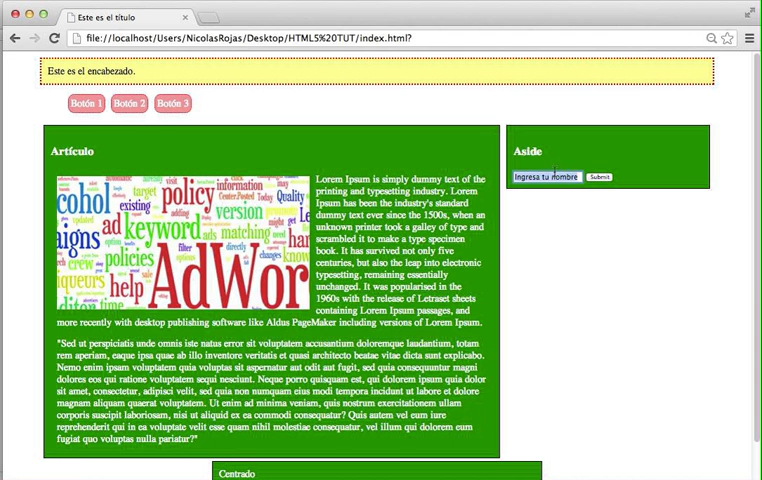 Este es el título
file://localhost/Users/NicolasRojas/Desktop/HTML5%20TUT/index.html?
Este es el encabezado.
Botón 1 Botón 2 Botón 3
Artículo
cohol policy information
target version
ad keyword ads matching
policies
help AdWor
Lorem Ipsum is simply dummy text of the
printing and typesetting industry. Lorem
Ipsum has been the industry's standard
dummy text ever since the 1500s, when an
unknown printer took a galley of type and
scrambled it to make a type specimen
book. It has survived not only five
centuries, but also the leap into electronic
typesetting, remaining essentially
unchanged. It was popularised in the
1960s with the release of Letraset sheets
containing Lorem Ipsum passages, and
more recently with desktop publishing software like Aldus PageMaker including versions of Lorem Ipsum.
"Sed ut perspiciatis unde omnis iste natus error sit voluptatem accusantium doloremque laudantium, totam
rem aperiam, eaque ipsa quae ab illo inventore veritatis et quasi architecto beatae vitae dicta sunt explicabo.
Nemo enim ipsam voluptatem quia voluptas sit aspernatur aut odit aut fugit, sed quia consequuntur magni
dolores eos qui ratione voluptatem sequi nesciunt. Neque porro quisquam est, qui dolorem ipsum quia dolor
sit amet, consectetur, adipisci velit, sed quia non numquam eius modi tempora incidunt ut labore et dolore
magnam aliquam quaerat voluptatem. Ut enim ad minima veniam, quis nostrum exercitationem ullam
corporis suscipit laboriosam, nisi ut aliquid ex ea commodi consequatur? Quis autem vel eum iure
reprehenderit qui in ea voluptate velit esse quam nihil molestiae consequatur, vel illum qui dolorem eum
fugiat quo voluptas nulla pariatur?"
Aside
Ingresa tu nombre Submit
Centrado